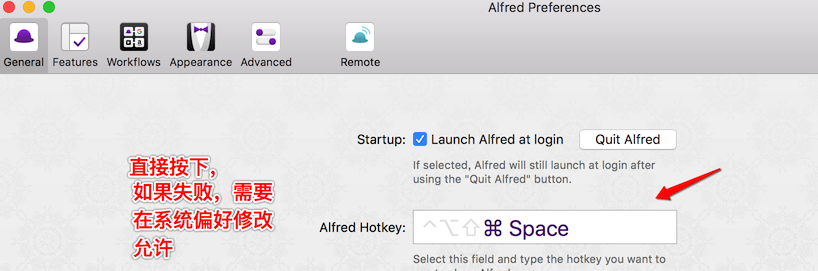 Alfred Preferences
General Features Workflows Appearance Advanced Remote
Startup: Launch Alfred at login Quit Alfred
If selected, Alfred will still launch at login after
using the "Quit Alfred" button.
直接按下，
如果失败，需要
在系统偏好修改
允许
Alfred Hotkey: ^⌥⇧⌘ Space
Select this field and type the hotkey you want to